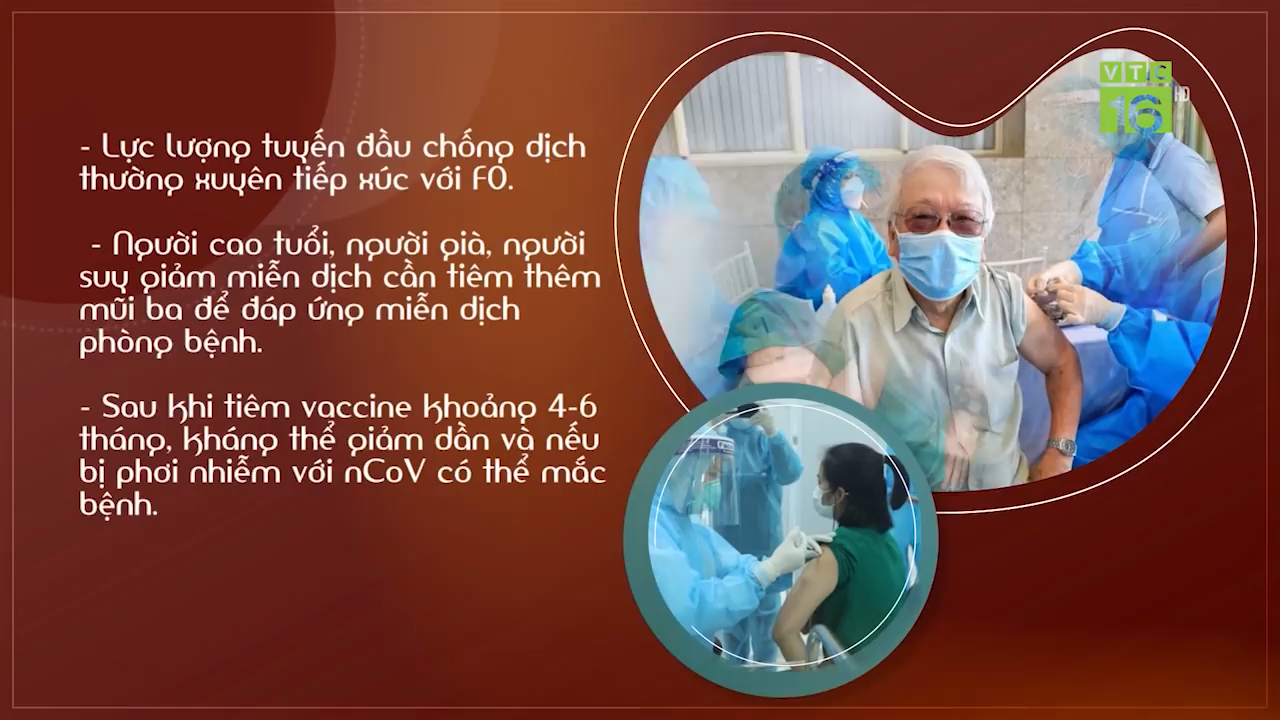 - Lực lượng tuyến đầu chống dịch
thường xuyên tiếp xúc với F0.
- Người cao tuổi, người già, người
suy giảm miễn dịch cần tiêm thêm
mũi ba để đáp ứng miễn dịch
phòng bệnh.
- Sau khi tiêm vaccine khoảng 4-6
tháng, kháng thể giảm dần và nếu
bị phơi nhiễm với nCoV có thể mắc
bệnh.
VTC
16 HD